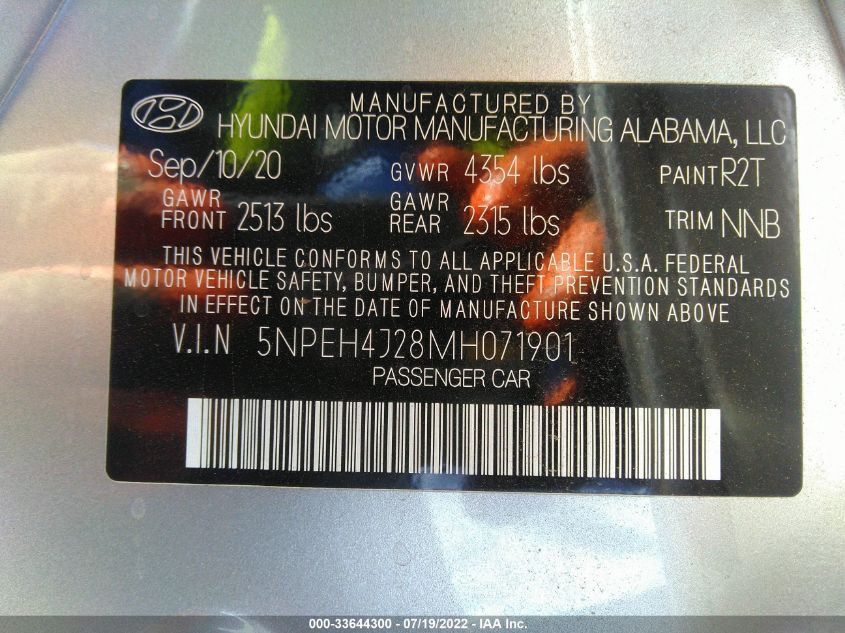 MANUFACTURED BY
HYUNDAI MOTOR MANUFACTURING ALABAMA, LLC
Sep/10/20 GVWR 4354 lbs PAINT R2T
GAWR FRONT 2513 lbs GAWR REAR 2315 lbs TRIM NNB
THIS VEHICLE CONFORMS TO ALL APPLICABLE U.S.A. FEDERAL
MOTOR VEHICLE SAFETY, BUMPER, AND THEFT PREVENTION STANDARDS
IN EFFECT ON THE DATE OF MANUFACTURE SHOWN ABOVE
V.I.N 5NPEH4J28MH071901
PASSENGER CAR
000-33644300 - 07/19/2022 - IAA Inc.